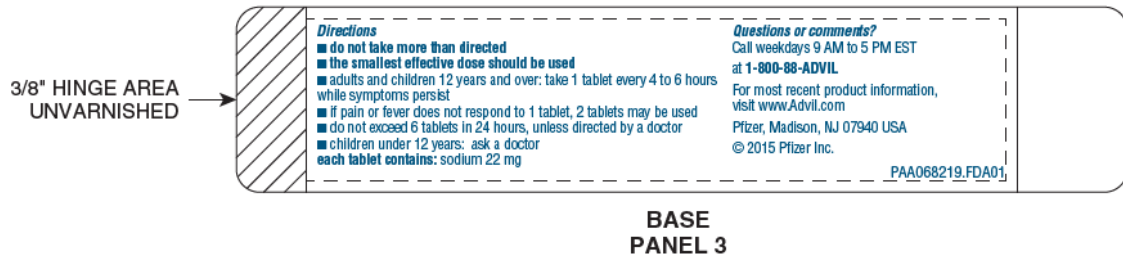 3/8" HINGE AREA
UNVARNISHED
Directions
■ do not take more than directed
■ the smallest effective dose should be used
■ adults and children 12 years and over: take 1 tablet every 4 to 6 hours
while symptoms persist
■ if pain or fever does not respond to 1 tablet, 2 tablets may be used
■ do not exceed 6 tablets in 24 hours, unless directed by a doctor
■ children under 12 years: ask a doctor
each tablet contains: sodium 22 mg
Questions or comments?
Call weekdays 9 AM to 5 PM EST
at 1-800-88-ADVIL
For most recent product information,
visit www.Advil.com
Pfizer, Madison, NJ 07940 USA
© 2015 Pfizer Inc.
PAA068219.FDA01
BASE
PANEL 3